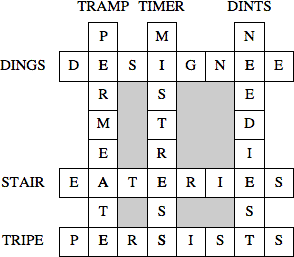 TRAMP TIMER DINTS
P M N
DINGS D E S I G N E E
R S E
M T D
E R I
STAIR E A T E R I E S
T S S
TRIPE P E R S I S T S